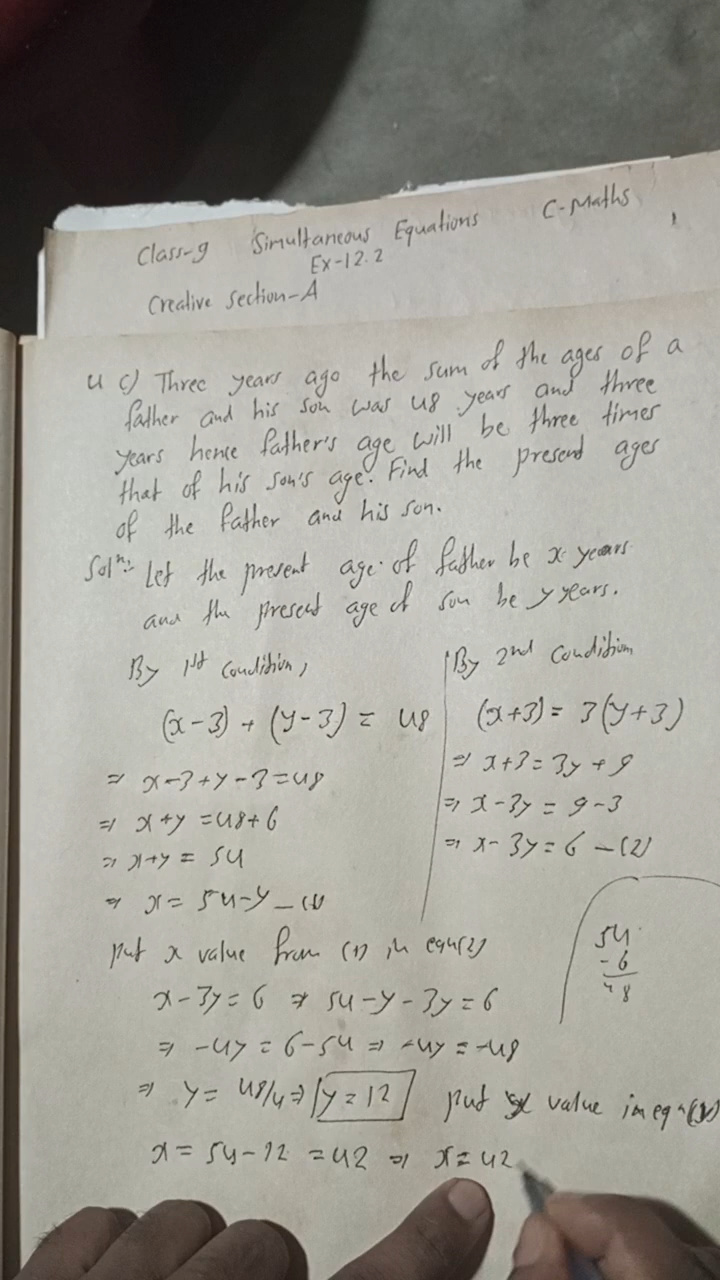 Class-9 Simultaneous Equations C-Maths
Ex-12.2
Creative section-A
4 c) Three years ago the sum of the ages of a
father and his son was 48 years and three
years hence father's age will be three times
that of his son's age. Find the present ages
of the father and his son.
Solⁿ:- Let the present age of father be x years
and the present age of son be y years.
By 1st condition,
(x-3) + (y-3) = 48
⇒ x-3+y-3=48
⇒ x+y = 48+6
⇒ x+y = 54
⇒ x = 54-y - (1)
By 2nd condition
(x+3) = 3(y+3)
⇒ x+3 = 3y+9
⇒ x-3y = 9-3
⇒ x-3y = 6 - (2)
put x value from (1) in equn(2)
x-3y=6 ⇒ 54-y-3y=6
⇒ -4y = 6-54 ⇒ -4y = -48
⇒ y = 48/4 ⇒ y = 12 put y value in eqn(1)
x = 54-12 = 42 ⇒ x = 42
54
-6
48